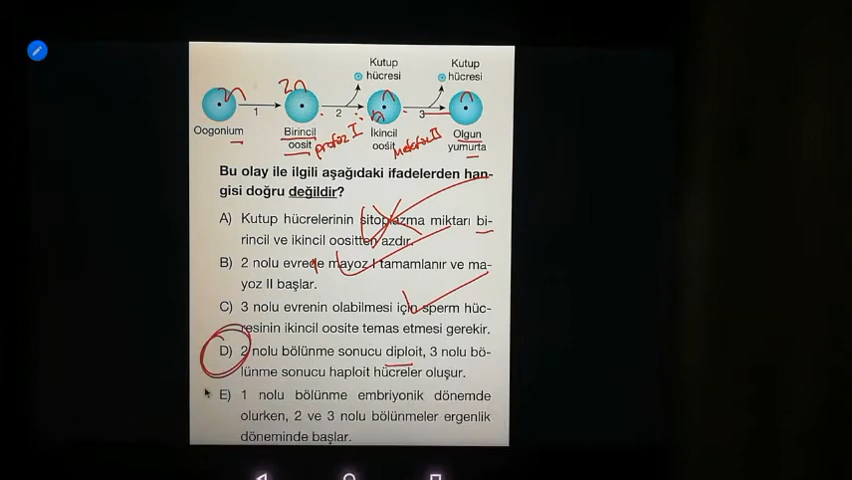 Kutup
hücresi
Kutup
hücresi
2n
n
n
1
2
3
Oogonium
Birincil
oosit
İkincil
oosit
Olgun
yumurta
profaz I
Metafaz II
Bu olay ile ilgili aşağıdaki ifadelerden han-
gisi doğru değildir?
A) Kutup hücrelerinin sitoplazma miktarı bi-
rincil ve ikincil oositten azdır.
B) 2 nolu evrede mayoz I tamamlanır ve ma-
yoz II başlar.
C) 3 nolu evrenin olabilmesi için sperm hüc-
resinin ikincil oosite temas etmesi gerekir.
D) 2 nolu bölünme sonucu diploit, 3 nolu bö-
lünme sonucu haploit hücreler oluşur.
E) 1 nolu bölünme embriyonik dönemde
olurken, 2 ve 3 nolu bölünmeler ergenlik
döneminde başlar.